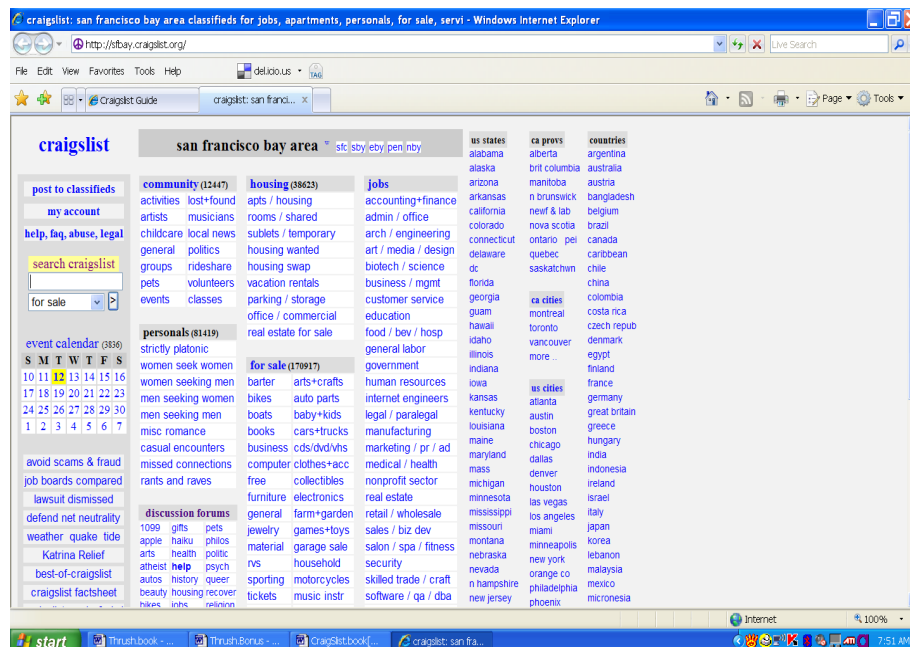 craigslist: san francisco bay area classifieds for jobs, apartments, personals, for sale, servi - Windows Internet Explorer
http://sfbay.craigslist.org/
Live Search
File Edit View Favorites Tools Help
del.icio.us
TAG
Craigslist Guide
craigslist: san franci... x
Page
Tools
craigslist
post to classifieds
my account
help, faq, abuse, legal
search craigslist
for sale
>
event calendar (3836)
S M T W T F S
10 11 12 13 14 15 16
17 18 19 20 21 22 23
24 25 26 27 28 29 30
1 2 3 4 5 6 7
avoid scams & fraud
job boards compared
lawsuit dismissed
defend net neutrality
weather quake tide
Katrina Relief
best-of-craigslist
craigslist factsheet
san francisco bay area w sfc sby eby pen nby
community (12447)
activities lost+found
artists musicians
childcare local news
general politics
groups rideshare
pets volunteers
events classes
personals (81419)
strictly platonic
women seek women
women seeking men
men seeking women
men seeking men
misc romance
casual encounters
missed connections
rants and raves
discussion forums
1099 gifts pets
apple haiku philos
arts health politic
atheist help psych
autos history queer
beauty housing recover
bikes jobs religion
housing (38623)
apts / housing
rooms / shared
sublets / temporary
housing wanted
housing swap
vacation rentals
parking / storage
office / commercial
real estate for sale
for sale (170917)
barter arts+crafts
bikes auto parts
boats baby+kids
books cars+trucks
business cds/dvd/vhs
computer clothes+acc
free collectibles
furniture electronics
general farm+garden
jewelry games+toys
material garage sale
rvs household
sporting motorcycles
tickets music instr
jobs
accounting+finance
admin / office
arch / engineering
art / media / design
biotech / science
business / mgmt
customer service
education
food / bev / hosp
general labor
government
human resources
internet engineers
legal / paralegal
manufacturing
marketing / pr / ad
medical / health
nonprofit sector
real estate
retail / wholesale
sales / biz dev
salon / spa / fitness
security
skilled trade / craft
software / qa / dba
us states
alabama
alaska
arizona
arkansas
california
colorado
connecticut
delaware
dc
florida
georgia
guam
hawaii
idaho
illinois
indiana
iowa
kansas
kentucky
louisiana
maine
maryland
mass
michigan
minnesota
mississippi
missouri
montana
nebraska
nevada
n hampshire
new jersey
ca provs
alberta
brit columbia
manitoba
n brunswick
newf & lab
nova scotia
ontario pei
quebec
saskatchwn
ca cities
montreal
toronto
vancouver
more ..
us cities
atlanta
austin
boston
chicago
dallas
denver
houston
las vegas
los angeles
miami
minneapolis
new york
orange co
philadelphia
phoenix
countries
argentina
australia
austria
bangladesh
belgium
brazil
canada
caribbean
chile
china
colombia
costa rica
czech repub
denmark
egypt
finland
france
germany
great britain
greece
hungary
india
indonesia
ireland
israel
italy
japan
korea
lebanon
malaysia
mexico
micronesia
Internet
100%
start
Thrush.book - ...
Thrush.Bonus - ...
CraigSlist.book[...
craigslist: san fra...
7:51 AM